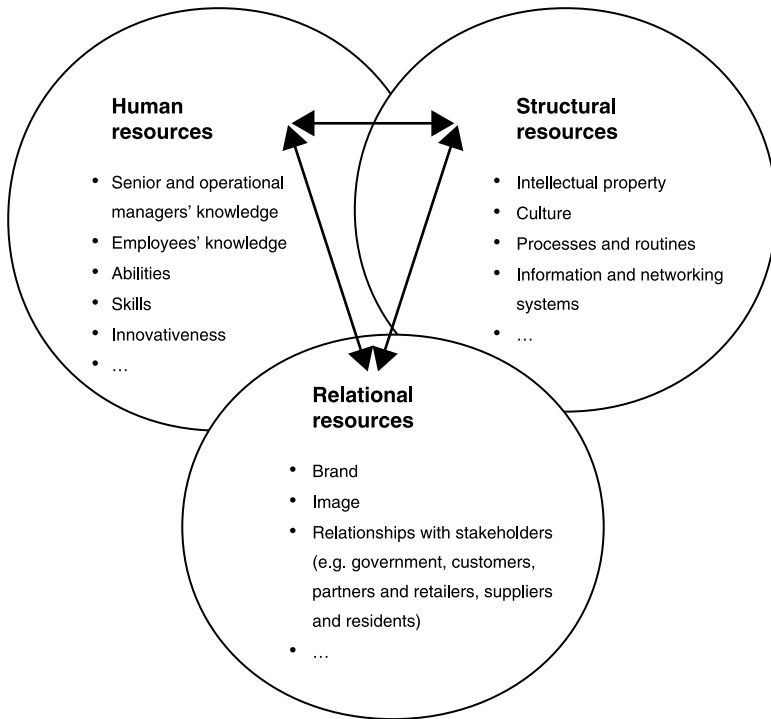 Human
resources
• Senior and operational
managers’ knowledge
• Employees’ knowledge
• Abilities
• Skills
• Innovativeness
• …
Structural
resources
• Intellectual property
• Culture
• Processes and routines
• Information and networking
systems
• …
Relational
resources
• Brand
• Image
• Relationships with stakeholders
(e.g. government, customers,
partners and retailers, suppliers
and residents)
• …